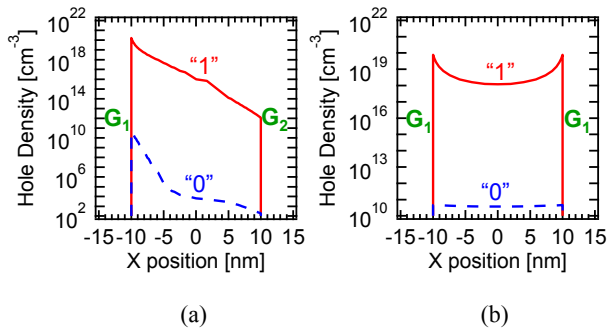 Hole Density [cm⁻³]
10²²
10¹⁸
10¹⁴
10¹⁰
10⁶
10²
"1"
G₁
G₂
"0"
-15 -10 -5 0 5 10 15
X position [nm]
(a)
Hole Density [cm⁻³]
10²²
10¹⁹
10¹⁶
10¹³
10¹⁰
"1"
G₁
G₁
"0"
-15 -10 -5 0 5 10 15
X position [nm]
(b)